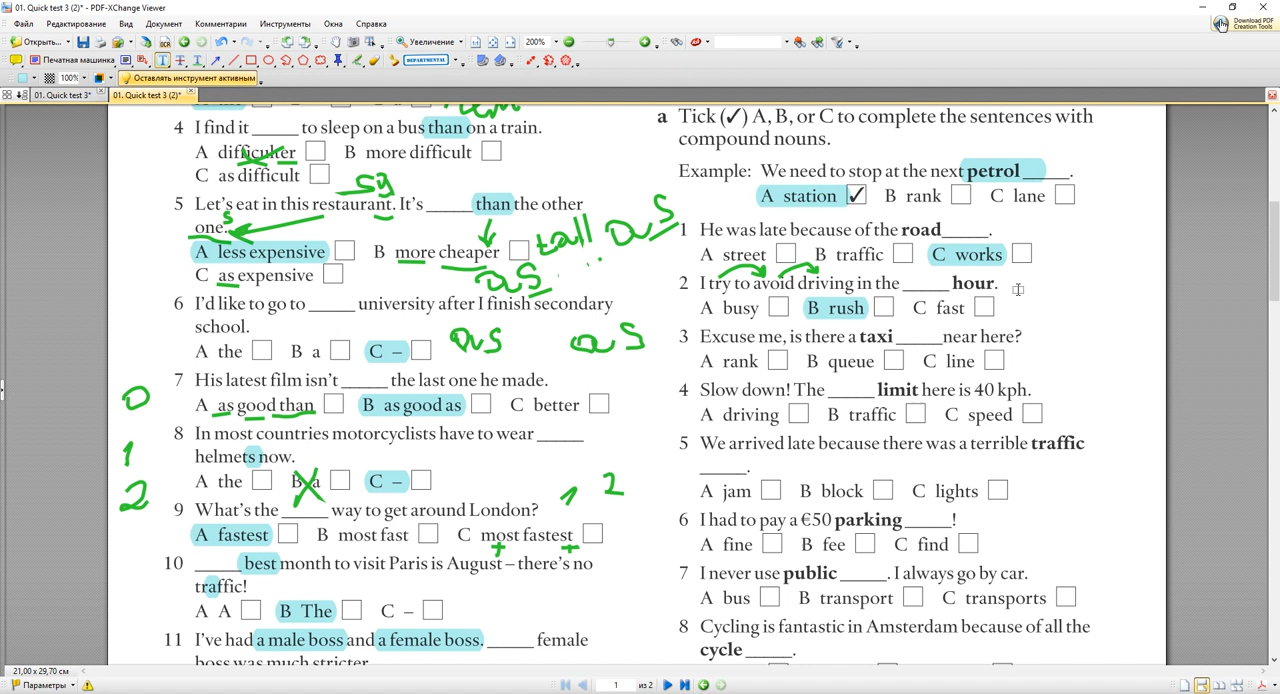 01. Quick test 3 (2)* - PDF-XChange Viewer
Файл Редактирование Вид Документ Комментарии Инструменты Окна Справка
Download PDF Creation Tools
Открыть... OCR Увеличение 200%
Печатная машинка DEPARTMENTAL
100% Оставлять инструмент активным
01. Quick test 3* 01. Quick test 3 (2)*
4 I find it _____ to sleep on a bus than on a train.
A difficulter B more difficult
C as difficult
sy
5 Let's eat in this restaurant. It's _____ than the other
one.
s
A less expensive B more cheaper
C as expensive
tall as
as
6 I'd like to go to _____ university after I finish secondary
school.
A the B a C –
as as
7 His latest film isn't _____ the last one he made.
A as good than B as good as C better
0
8 In most countries motorcyclists have to wear _____
helmets now.
A the B a C –
1
2
9 What's the _____ way to get around London?
A fastest B most fast C most fastest
1 2
+ +
10 _____ best month to visit Paris is August – there's no
traffic!
A A B The C –
11 I've had a male boss and a female boss. _____ female
boss was much stricter.
a Tick (✓) A, B, or C to complete the sentences with
compound nouns.
Example: We need to stop at the next petrol _____.
A station ✓ B rank C lane
1 He was late because of the road_____.
A street B traffic C works
2 I try to avoid driving in the _____ hour.
A busy B rush C fast
3 Excuse me, is there a taxi _____near here?
A rank B queue C line
4 Slow down! The _____ limit here is 40 kph.
A driving B traffic C speed
5 We arrived late because there was a terrible traffic
_____.
A jam B block C lights
6 I had to pay a €50 parking _____!
A fine B fee C find
7 I never use public _____. I always go by car.
A bus B transport C transports
8 Cycling is fantastic in Amsterdam because of all the
cycle _____.
21,00 x 29,70 см
Параметры 1 из 2